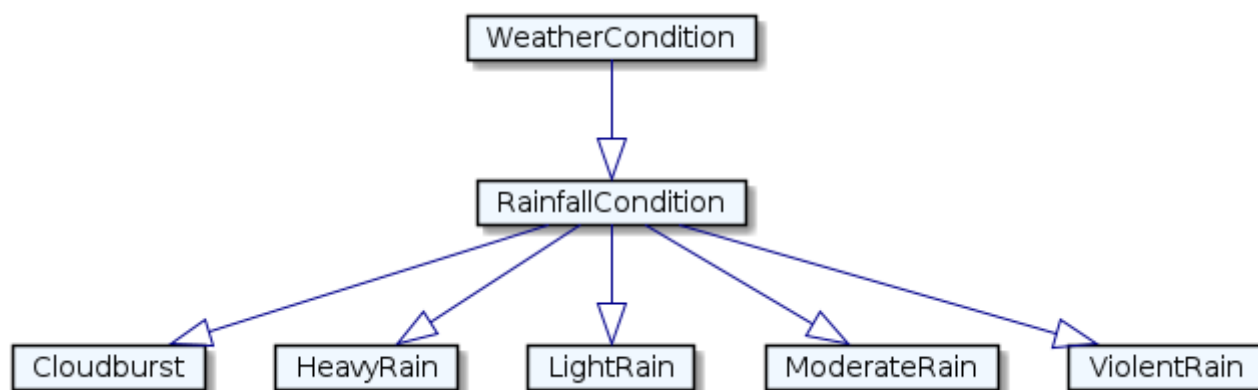 WeatherCondition
RainfallCondition
Cloudburst
HeavyRain
LightRain
ModerateRain
ViolentRain